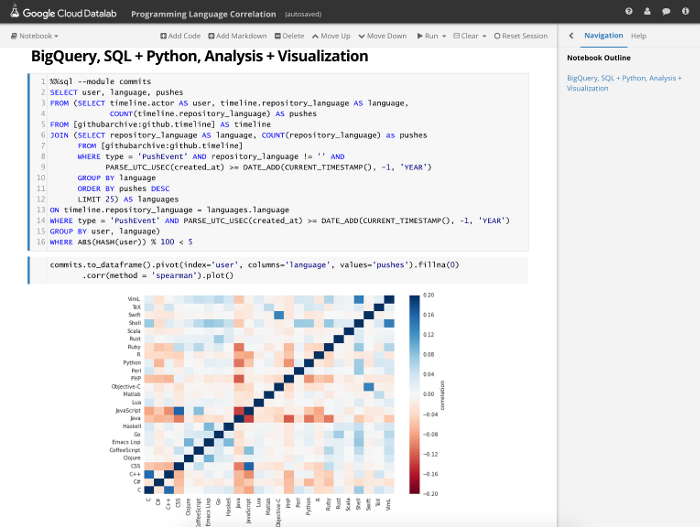 Google Cloud Datalab Programming Language Correlation (autosaved)
Notebook Add Code Add Markdown Delete Move Up Move Down Run Clear Reset Session
Navigation Help
Notebook Outline
BigQuery, SQL + Python, Analysis +
Visualization
BigQuery, SQL + Python, Analysis + Visualization
1 %%sql --module commits
2 SELECT user, language, pushes
3 FROM (SELECT timeline.actor AS user, timeline.repository_language AS language,
4 COUNT(timeline.repository_language) AS pushes
5 FROM [githubarchive:github.timeline] AS timeline
6 JOIN (SELECT repository_language AS language, COUNT(repository_language) as pushes
7 FROM [githubarchive:github.timeline]
8 WHERE type = 'PushEvent' AND repository_language != '' AND
9 PARSE_UTC_USEC(created_at) >= DATE_ADD(CURRENT_TIMESTAMP(), -1, 'YEAR')
10 GROUP BY language
11 ORDER BY pushes DESC
12 LIMIT 25) AS languages
13 ON timeline.repository_language = languages.language
14 WHERE type = 'PushEvent' AND PARSE_UTC_USEC(created_at) >= DATE_ADD(CURRENT_TIMESTAMP(), -1, 'YEAR')
15 GROUP BY user, language)
16 WHERE ABS(HASH(user)) % 100 < 5
commits.to_dataframe().pivot(index='user', columns='language', values='pushes').fillna(0)
.corr(method = 'spearman').plot()
VimL
TeX
Swift
Shell
Scala
Rust
Ruby
R
Python
Perl
PHP
Objective-C
Matlab
Lua
JavaScript
Java
Haskell
Go
Emacs Lisp
CoffeeScript
Clojure
CSS
C++
C#
C
C C# C++ CSS Clojure CoffeeScript Emacs Lisp Go Haskell Java JavaScript Lua Matlab Objective-C PHP Perl Python R Ruby Rust Scala Shell Swift TeX VimL
0.20
0.16
0.12
0.08
0.04
0.00
−0.04
−0.08
−0.12
−0.16
−0.20
correlation